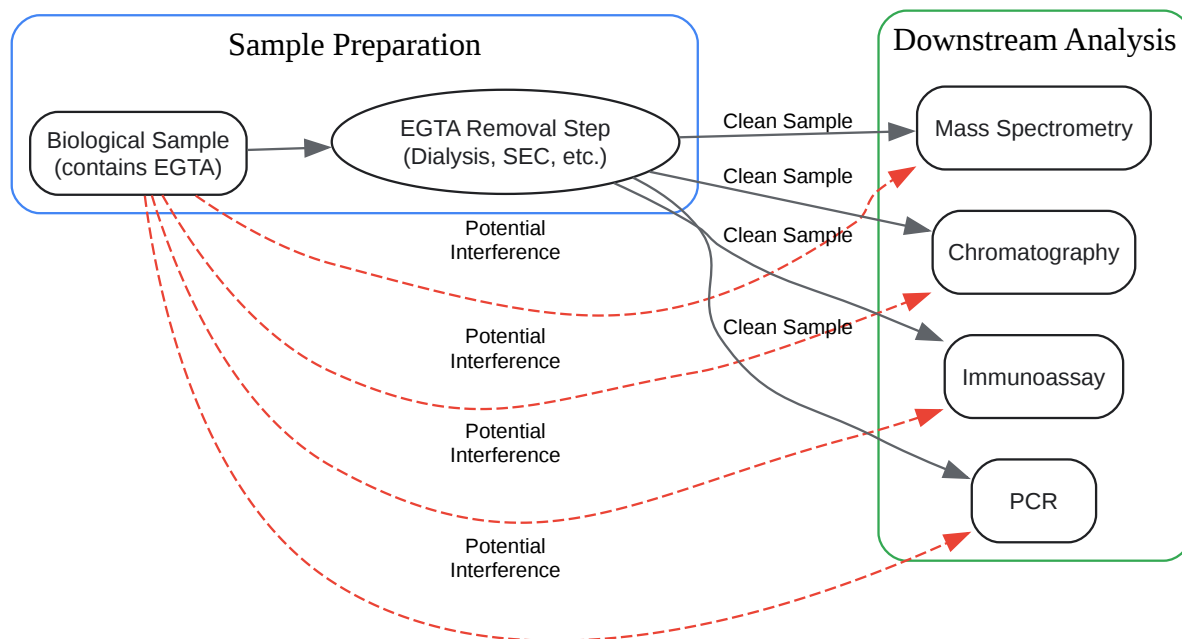 Sample Preparation
Downstream Analysis
Biological Sample
(contains EGTA)
EGTA Removal Step
(Dialysis, SEC, etc.)
Clean Sample
Mass Spectrometry
Clean Sample
Potential
Interference
Clean Sample
Chromatography
Potential
Interference
Clean Sample
Immunoassay
Potential
Interference
PCR
Potential
Interference